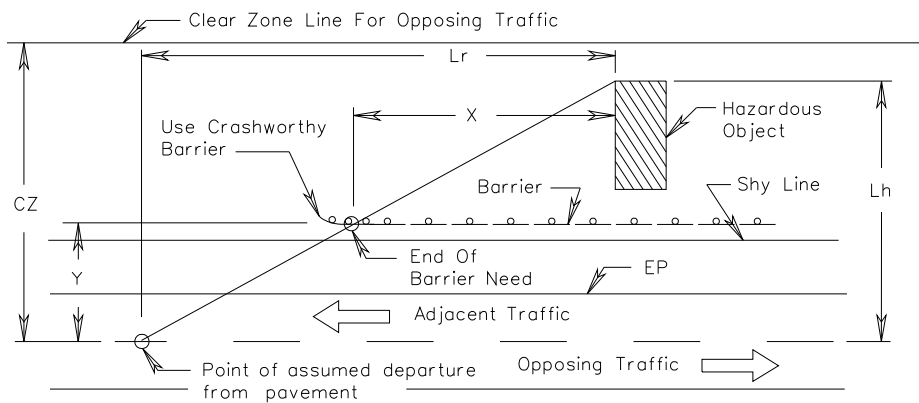 Clear Zone Line For Opposing Traffic
Lr
X
Use Crashworthy
Barrier
Hazardous
Object
Barrier
Shy Line
Lh
CZ
Y
End Of
Barrier Need
EP
Adjacent Traffic
Point of assumed departure
from pavement
Opposing Traffic